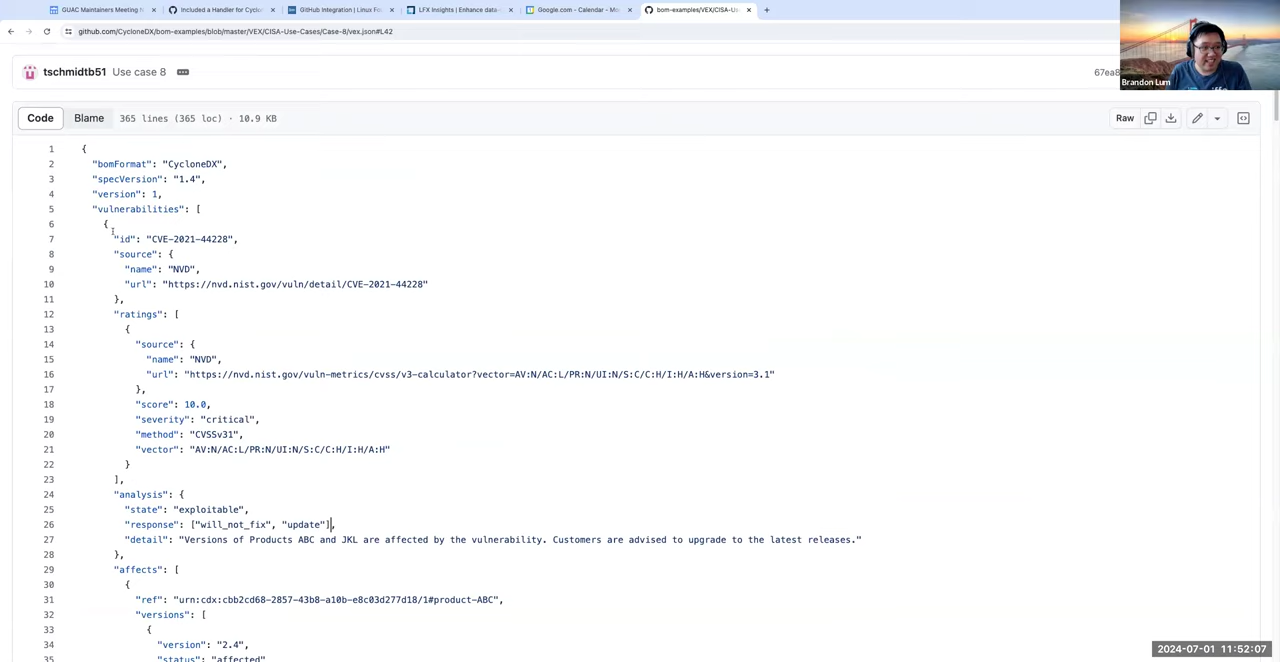 GUAC Maintainers Meeting N
Included a Handler for Cyclo
GitHub Integration | Linux Fo
LFX Insights | Enhance data-
Google.com - Calendar - Mo
bom-examples/VEX/CISA-Us
github.com/CycloneDX/bom-examples/blob/master/VEX/CISA-Use-Cases/Case-8/vex.json#L42
Brandon Lum
tschmidtb51 Use case 8
67ea8
Code Blame 365 lines (365 loc) · 10.9 KB
Raw
1 {
2 "bomFormat": "CycloneDX",
3 "specVersion": "1.4",
4 "version": 1,
5 "vulnerabilities": [
6 {
7 "id": "CVE-2021-44228",
8 "source": {
9 "name": "NVD",
10 "url": "https://nvd.nist.gov/vuln/detail/CVE-2021-44228"
11 },
12 "ratings": [
13 {
14 "source": {
15 "name": "NVD",
16 "url": "https://nvd.nist.gov/vuln-metrics/cvss/v3-calculator?vector=AV:N/AC:L/PR:N/UI:N/S:C/C:H/I:H/A:H&version=3.1"
17 },
18 "score": 10.0,
19 "severity": "critical",
20 "method": "CVSSv31",
21 "vector": "AV:N/AC:L/PR:N/UI:N/S:C/C:H/I:H/A:H"
22 }
23 ],
24 "analysis": {
25 "state": "exploitable",
26 "response": ["will_not_fix", "update"],
27 "detail": "Versions of Products ABC and JKL are affected by the vulnerability. Customers are advised to upgrade to the latest releases."
28 },
29 "affects": [
30 {
31 "ref": "urn:cdx:cbb2cd68-2857-43b8-a10b-e8c03d277d18/1#product-ABC",
32 "versions": [
33 {
34 "version": "2.4",
35 "status": "affected"
2024-07-01 11:52:07